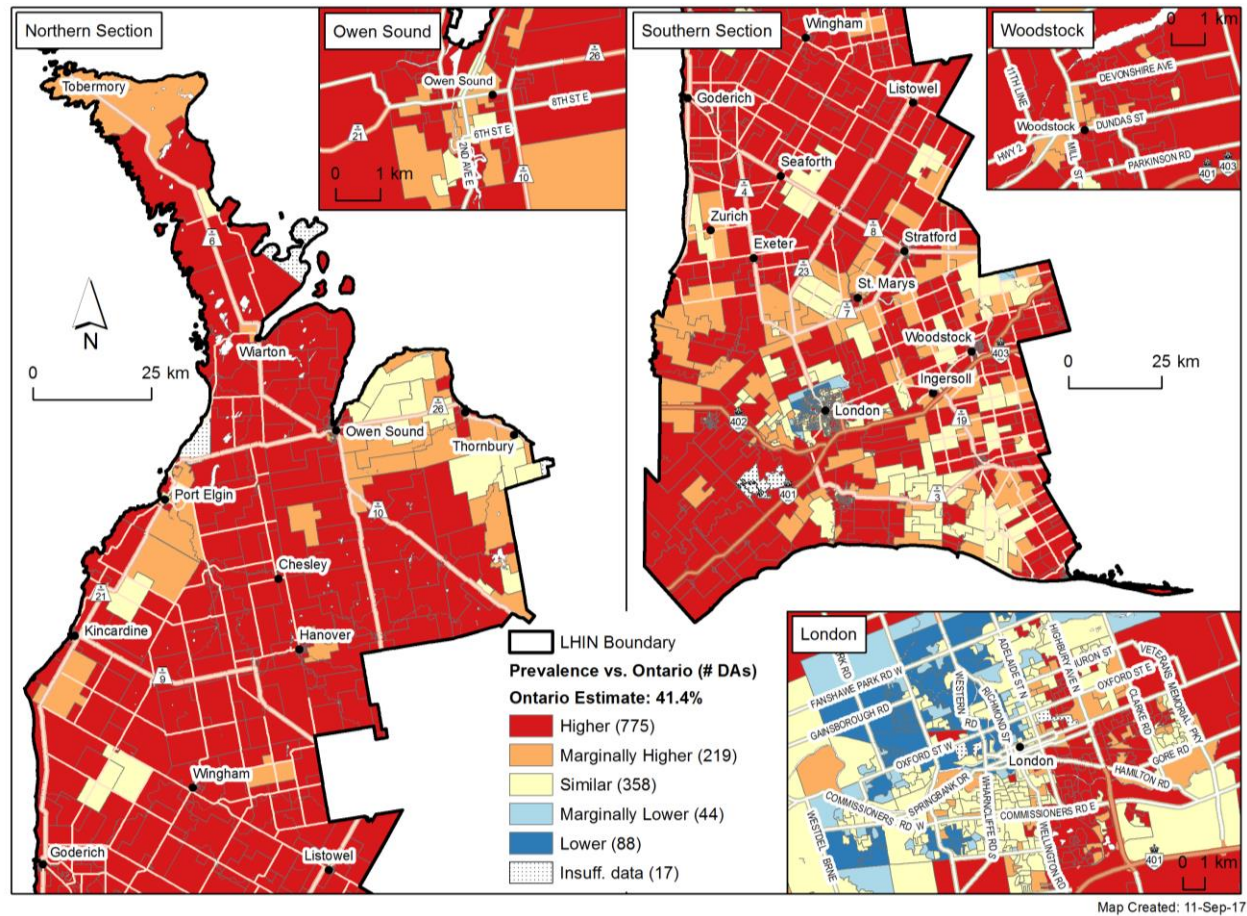 Northern Section
Tobermory
6
N
0 25 km
Wiarton
Owen Sound
26
Thornbury
Port Elgin
10
Chesley
21
Kincardine
Hanover
9
Wingham
Goderich
Listowel
Owen Sound
26
Owen Sound
8TH ST E
6TH ST E
21
2ND AVE E
10
0 1 km
Southern Section
Wingham
Goderich
Listowel
Seaforth
4
Zurich
8
Stratford
Exeter
23
St. Marys
7
Woodstock
403
Ingersoll
London
402
19
401
3
0 25 km
Woodstock
0 1 km
11TH LINE
DEVONSHIRE AVE
Woodstock
DUNDAS ST
HWY 2
MILL ST
PARKINSON RD
401
403
LHIN Boundary
Prevalence vs. Ontario (# DAs)
Ontario Estimate: 41.4%
Higher (775)
Marginally Higher (219)
Similar (358)
Marginally Lower (44)
Lower (88)
Insuff. data (17)
London
RK RD
FANSHAWE PARK RD W
GAINSBOROUGH RD
WESTERN RD
RICHMOND ST
ADELAIDE ST N
HIGHBURY AVE N
IURON ST
OXFORD ST E
VETERANS MEMORIAL PKY
CLARKE RD
OXFORD ST W
London
GORE RD
HAMILTON RD
SPRINGBANK DR
COMMISSIONERS RD W
COMMISSIONERS RD E
WHARNCLIFFE RD S
WELLINGTON RD
WESTDEL - BRNE
401
0 1 km
Map Created: 11-Sep-17